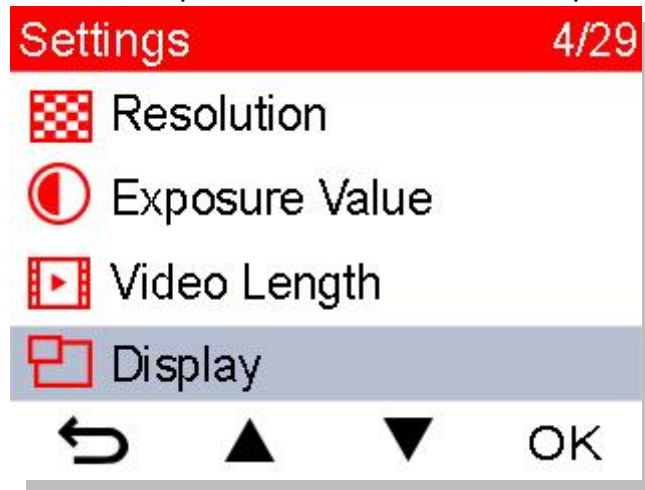 Settings 4/29
Resolution
Exposure Value
Video Length
Display
OK